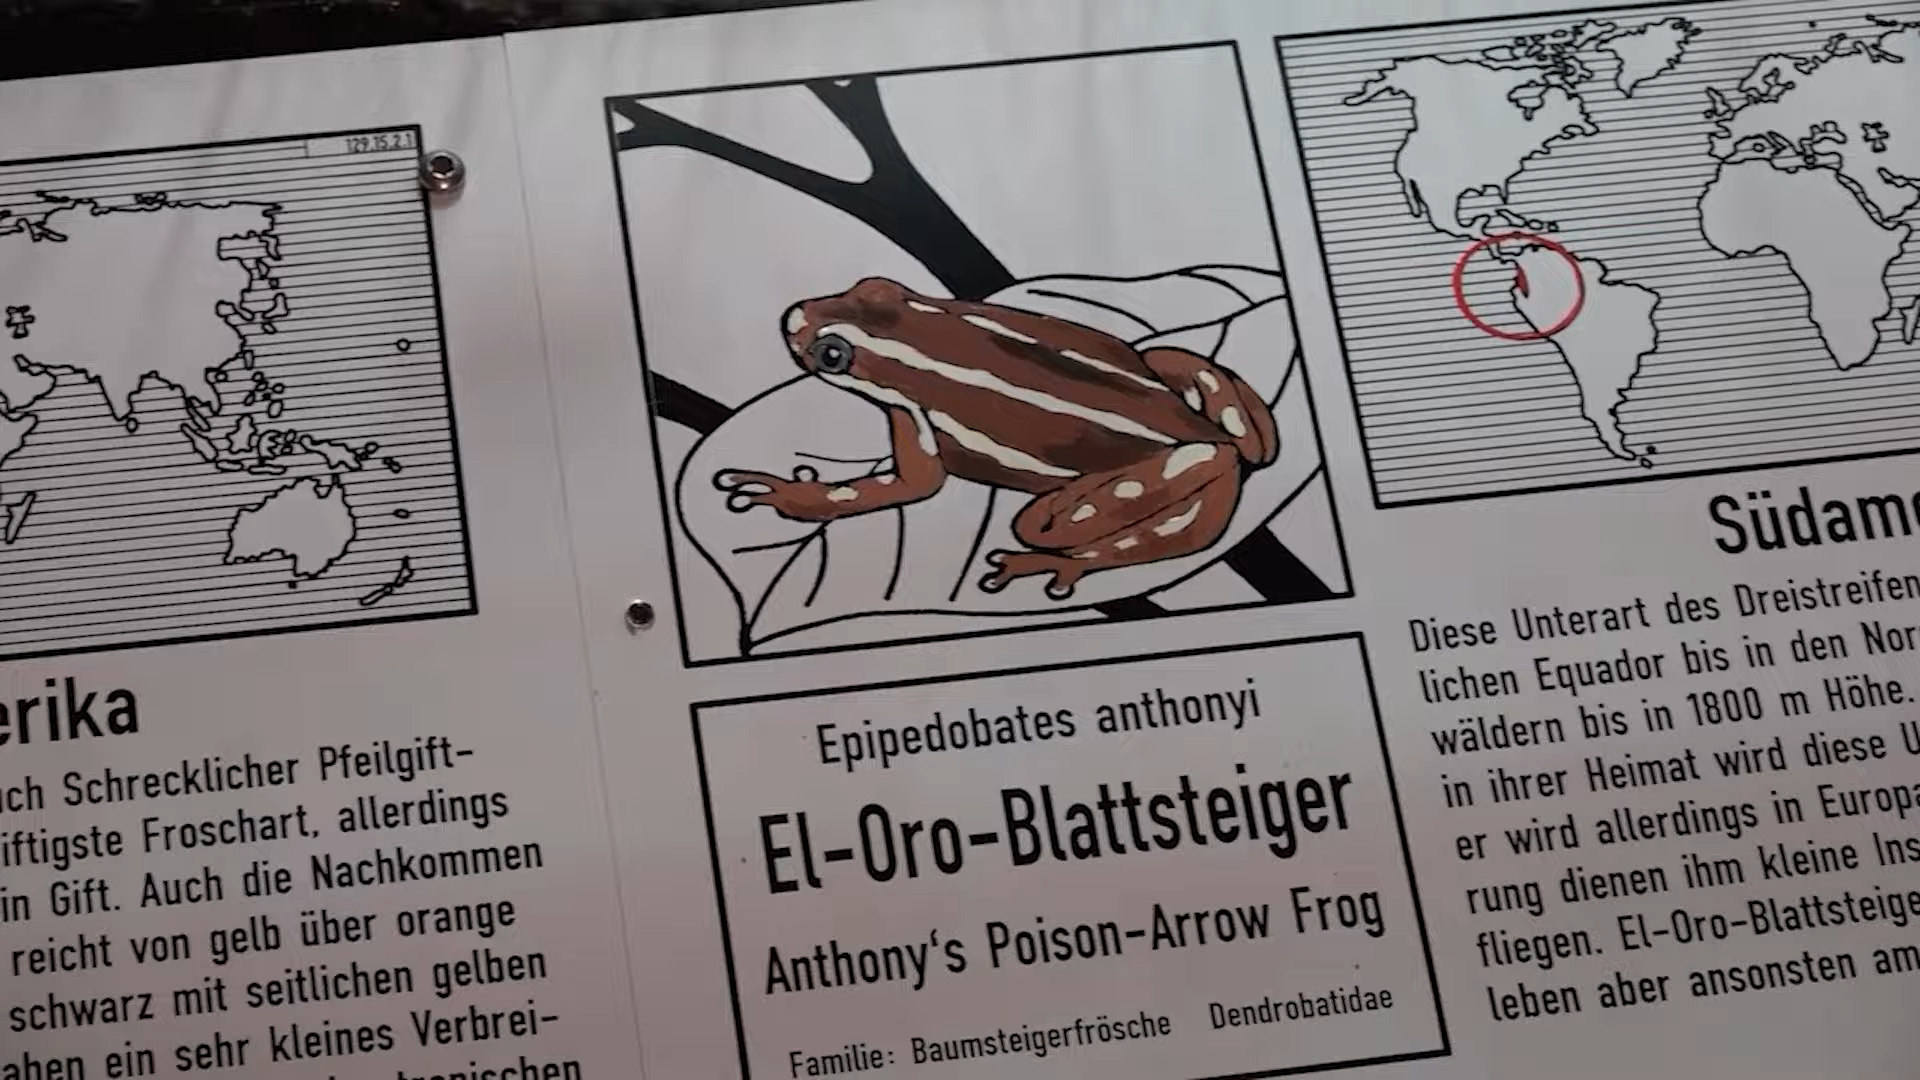 129.15.2.1
erika
Schrecklicher Pfeilgift-
Froschart, allerdings
in Gift. Auch die Nachkommen
reicht von gelb über orange
schwarz mit seitlichen gelben
ein sehr kleines Verbrei-
Epipedobates anthonyi
El-Oro-Blattsteiger
Anthony‘s Poison-Arrow Frog
Familie: Baumsteigerfrösche Dendrobatidae
Südam
Diese Unterart des Dreistreifen
lichen Equador bis in den Nor
wäldern bis in 1800 m Höhe.
in ihrer Heimat wird diese U
er wird allerdings in Europa
rung dienen ihm kleine Ins
fliegen. El-Oro-Blattsteige
leben aber ansonsten am